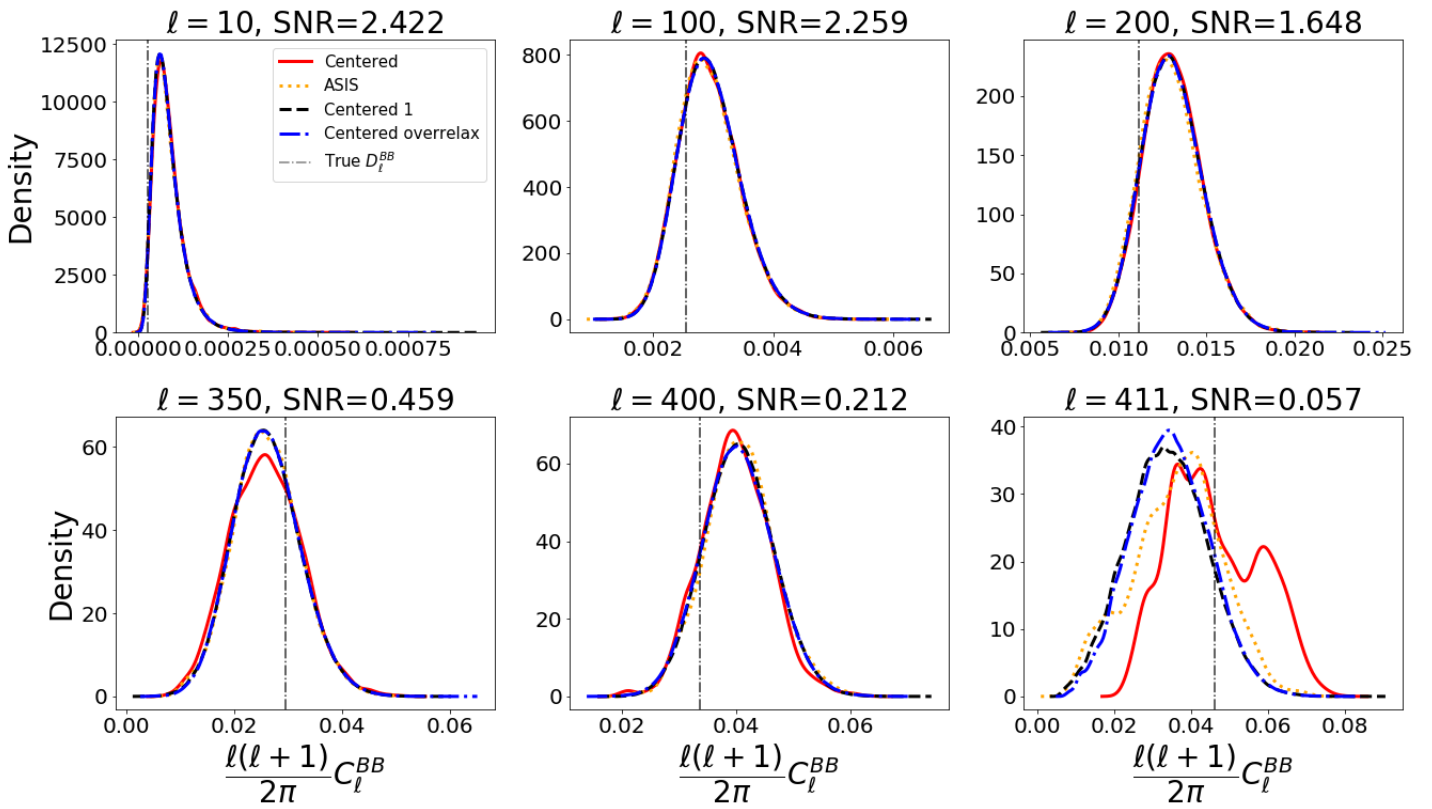 ℓ = 10, SNR=2.422
12500
10000
7500
5000
2500
0
Density
0.00000 0.00025 0.00050 0.00075
Centered
ASIS
Centered 1
Centered overrelax
True D_ℓ^{BB}
ℓ = 100, SNR=2.259
800
600
400
200
0
0.002 0.004 0.006
ℓ = 200, SNR=1.648
200
150
100
50
0
0.005 0.010 0.015 0.020 0.025
ℓ = 350, SNR=0.459
60
40
20
0
Density
0.00 0.02 0.04 0.06
ℓ(ℓ + 1)/2π C_ℓ^{BB}
ℓ = 400, SNR=0.212
60
40
20
0
0.02 0.04 0.06
ℓ(ℓ + 1)/2π C_ℓ^{BB}
ℓ = 411, SNR=0.057
40
30
20
10
0
0.00 0.02 0.04 0.06 0.08
ℓ(ℓ + 1)/2π C_ℓ^{BB}